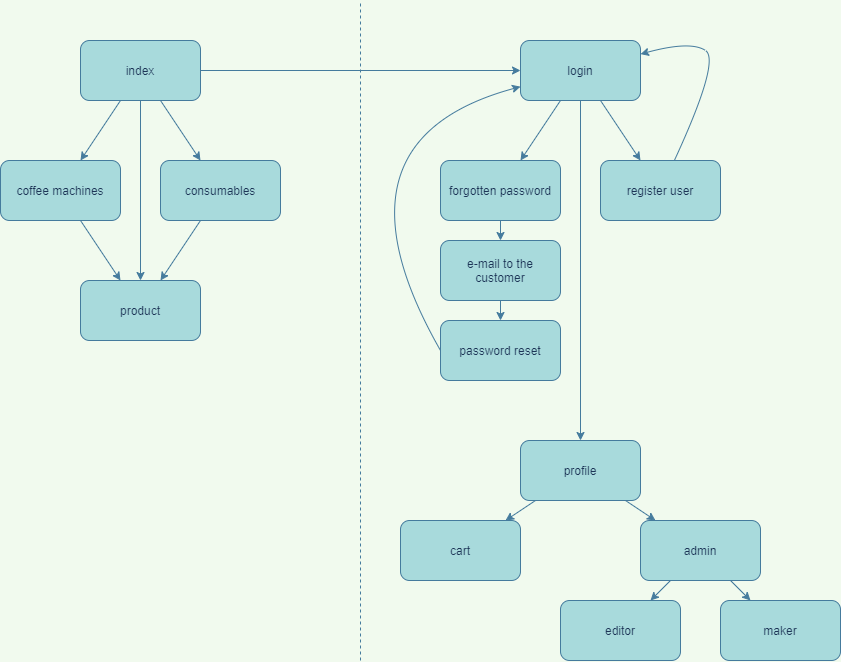 index
login
coffee machines
consumables
forgotten password
register user
e-mail to the
customer
product
password reset
profile
cart
admin
editor
maker